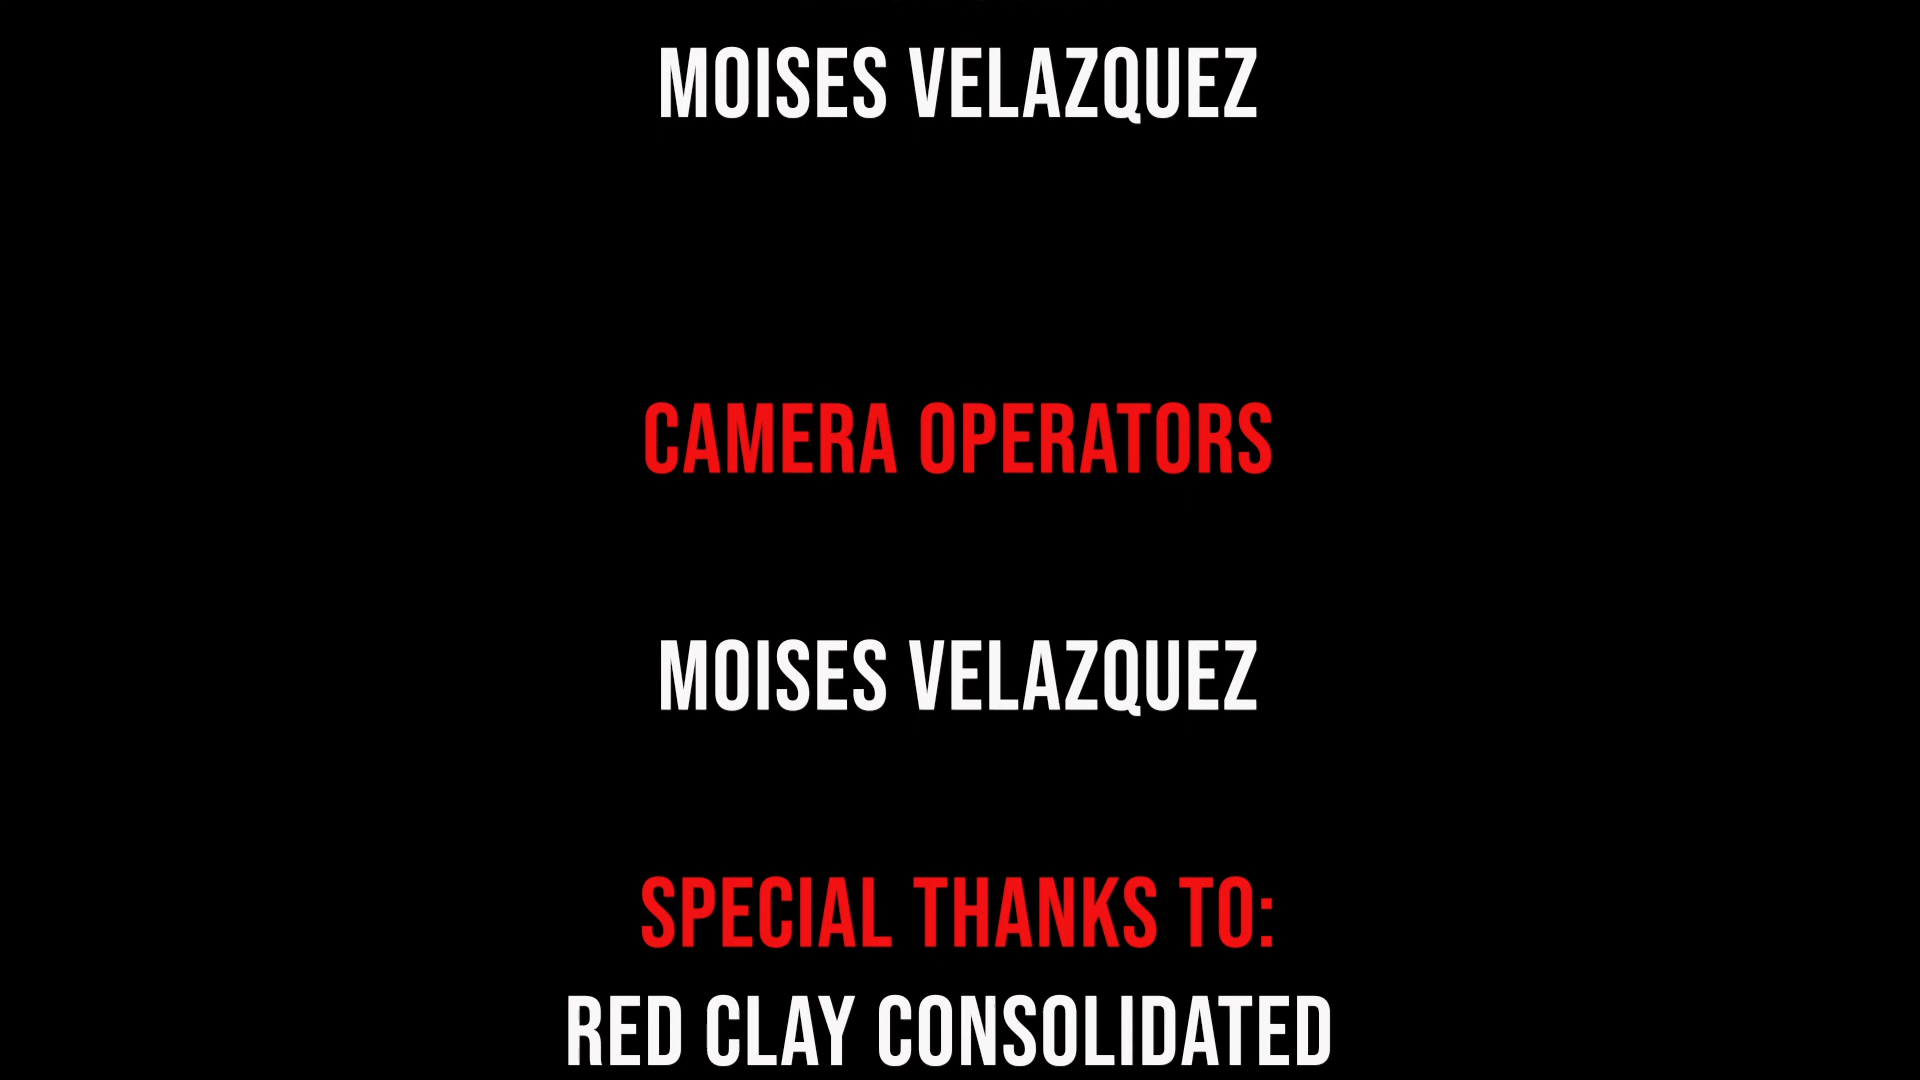 MOISES VELAZQUEZ
CAMERA OPERATORS
MOISES VELAZQUEZ
SPECIAL THANKS TO:
RED CLAY CONSOLIDATED